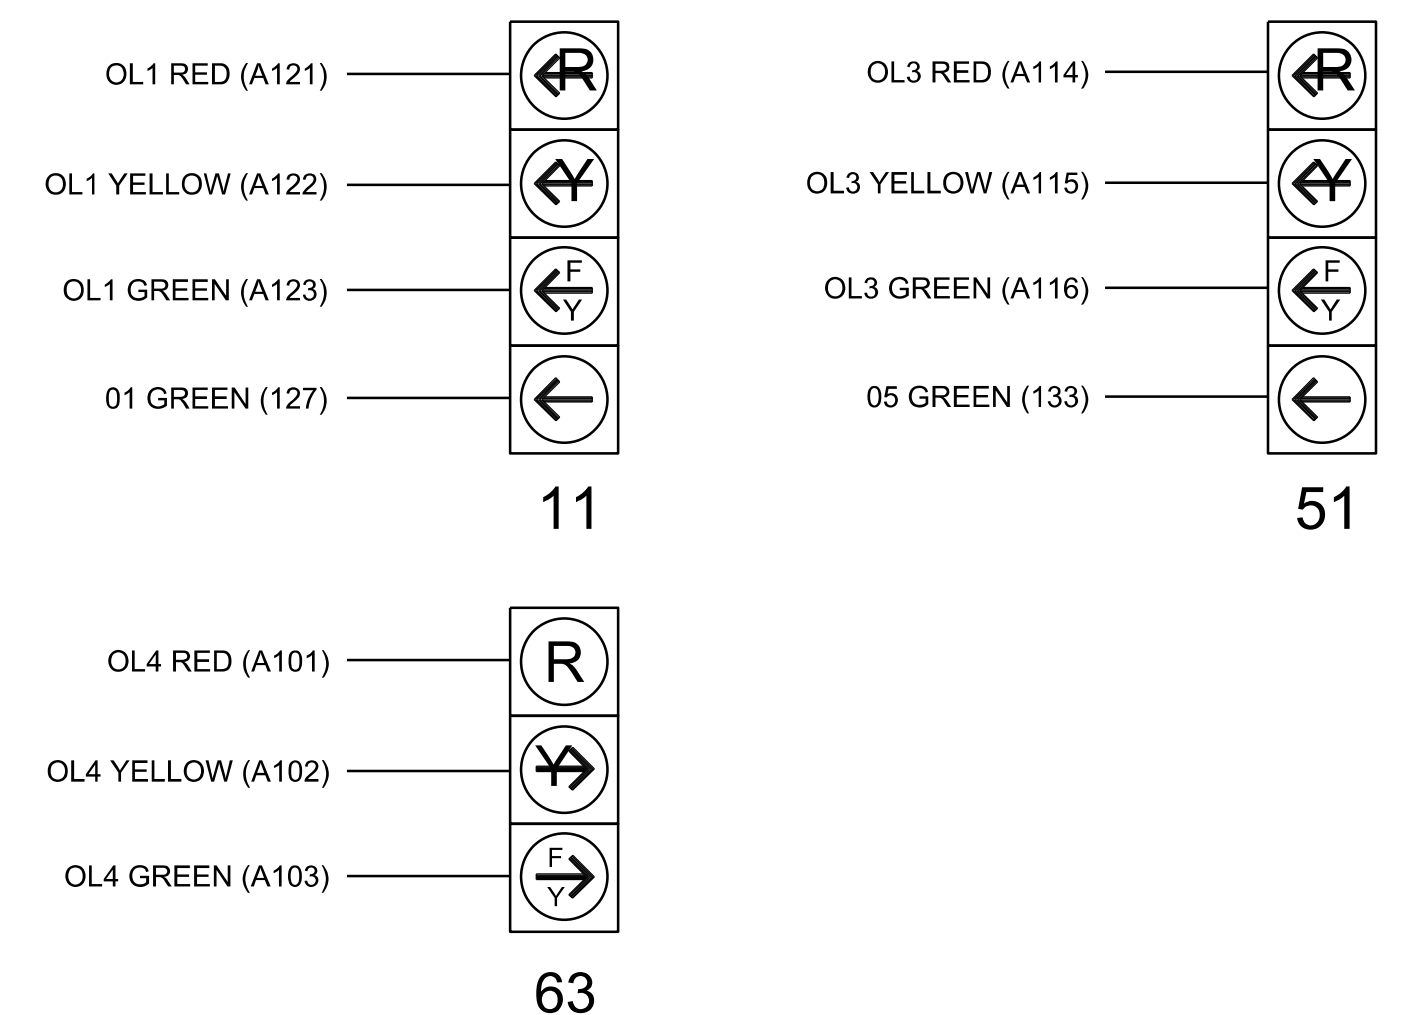 OL1 RED (A121)
R
OL1 YELLOW (A122)
Y
OL1 GREEN (A123)
F
Y
01 GREEN (127)
11
OL3 RED (A114)
R
OL3 YELLOW (A115)
Y
OL3 GREEN (A116)
F
Y
05 GREEN (133)
51
OL4 RED (A101)
R
OL4 YELLOW (A102)
Y
OL4 GREEN (A103)
F
Y
63